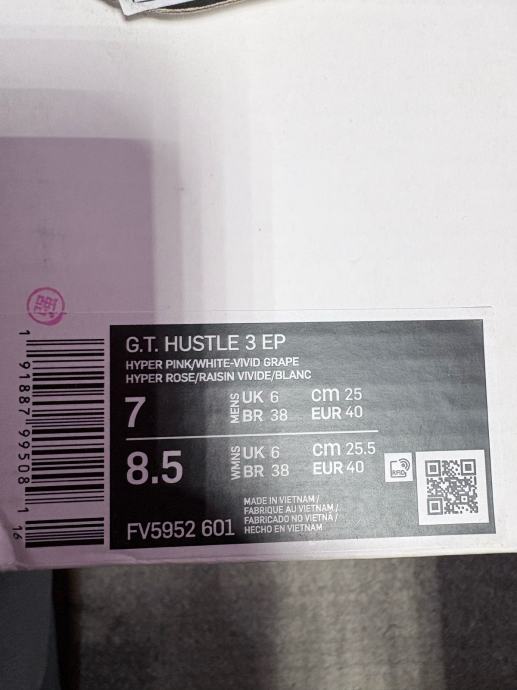 G.T. HUSTLE 3 EP
HYPER PINK/WHITE-VIVID GRAPE
HYPER ROSE/RAISIN VIVIDE/BLANC
7 MENS UK 6 cm 25
BR 38 EUR 40
8.5 WMNS UK 6 cm 25.5
BR 38 EUR 40
RFID
MADE IN VIETNAM /
FABRIQUE AU VIETNAM /
FABRICADO NO VIETNÃ /
HECHO EN VIETNAM
FV5952 601
1 91887 99508 1 16